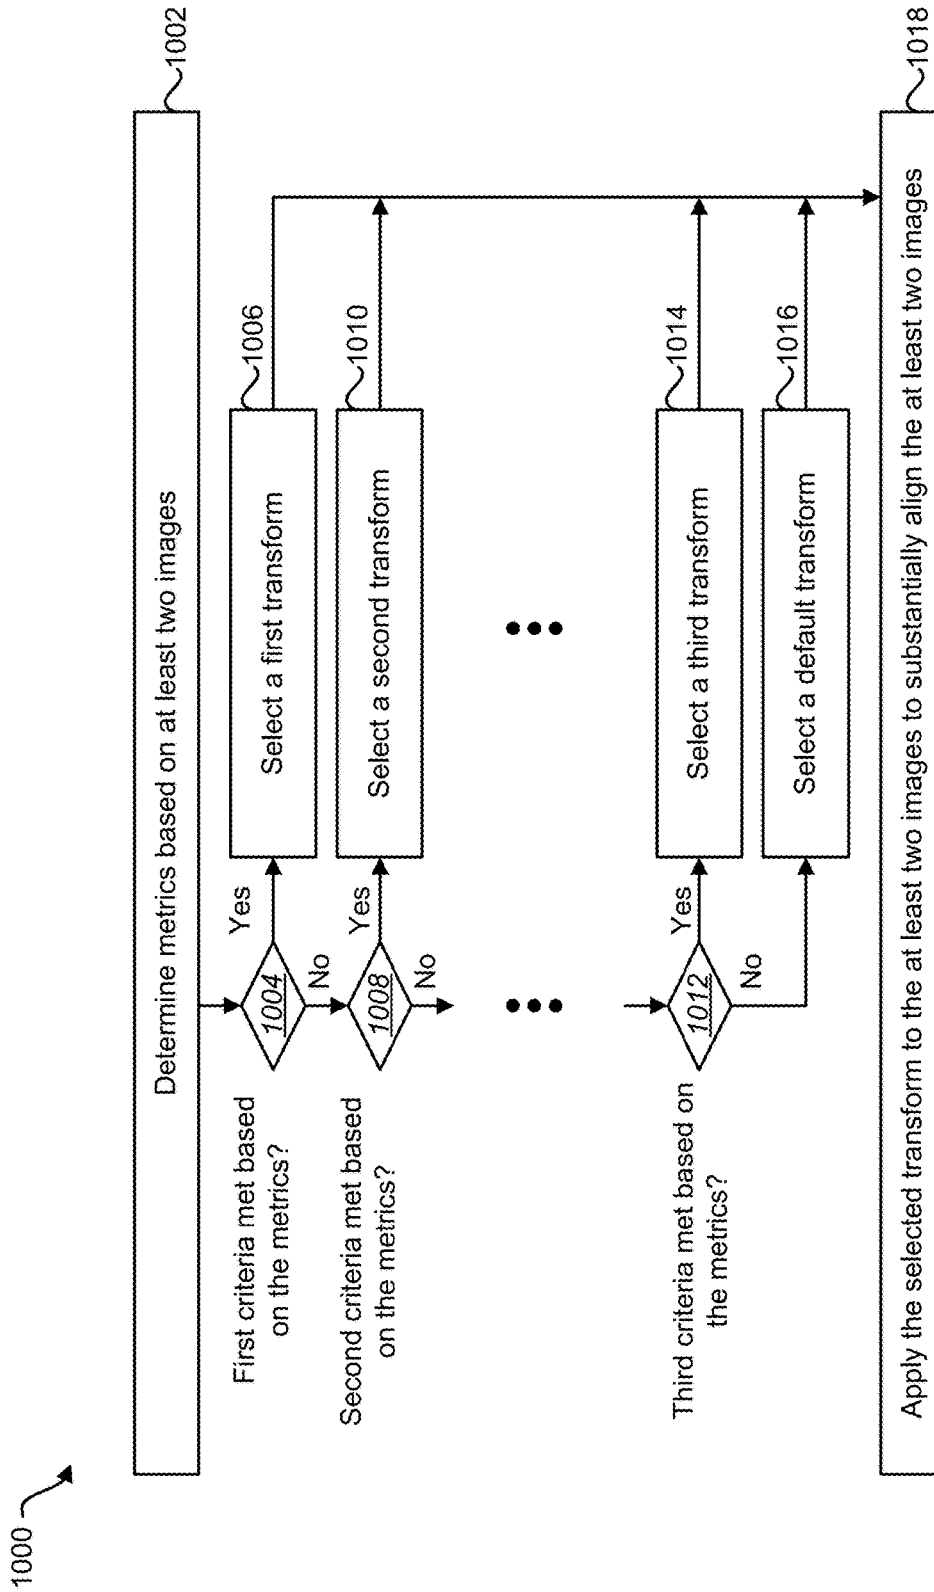 1000
Determine metrics based on at least two images
1002
First criteria met based
on the metrics?
1004
Yes
No
Select a first transform
1006
Second criteria met based
on the metrics?
1008
Yes
No
Select a second transform
1010
Third criteria met based on
the metrics?
1012
Yes
No
Select a third transform
1014
Select a default transform
1016
Apply the selected transform to the at least two images to substantially align the at least two images
1018